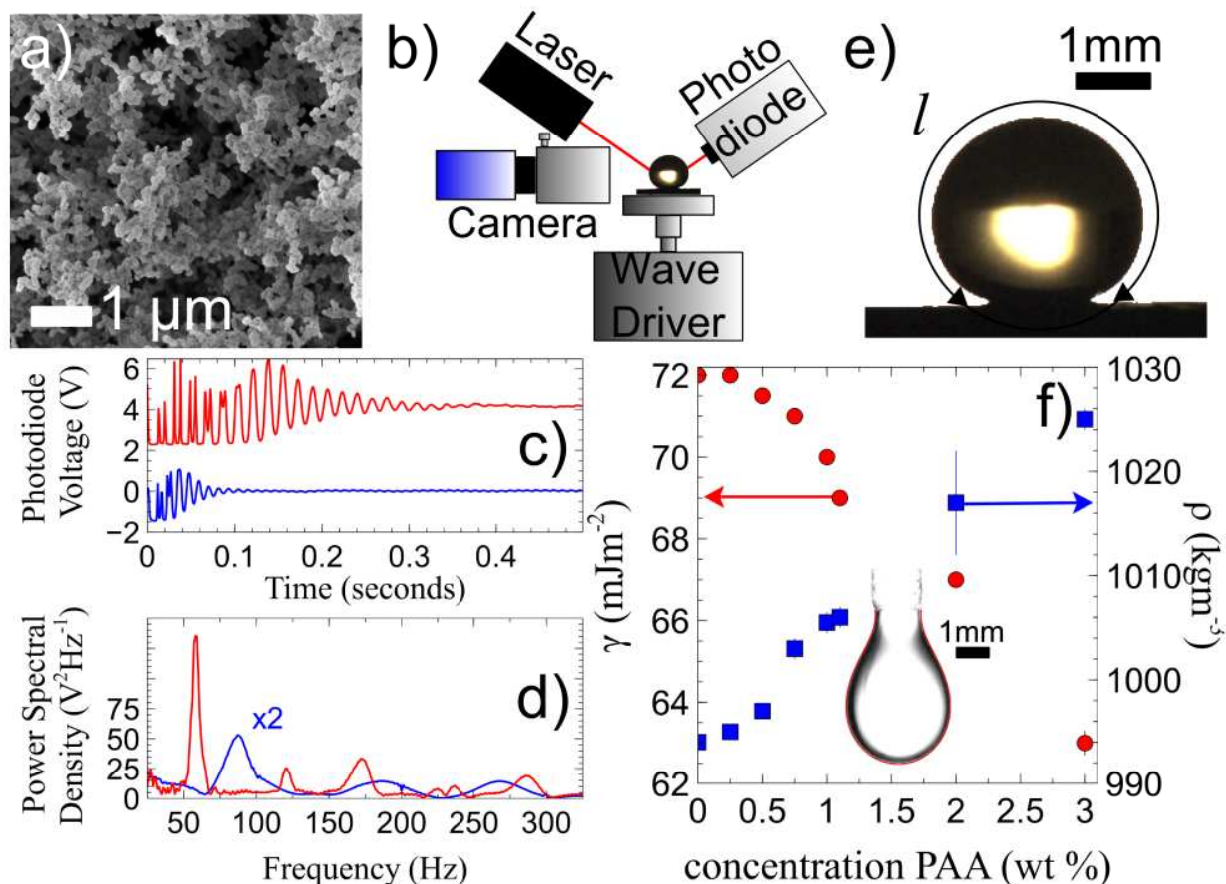 a)
1 μm
b)
Laser
Photo
diode
Camera
Wave
Driver
e)
1mm
l
Photodiode
Voltage (V)
6
4
2
0
−2
c)
0
0.1
0.2
0.3
0.4
Time (seconds)
Power Spectral
Density (V²Hz⁻¹)
75
50
25
0
x2
d)
50
100
150
200
250
300
Frequency (Hz)
f)
γ (mJm⁻²)
72
70
68
66
64
62
1mm
1030
1020
1010
1000
990
ρ (kgm⁻³)
0
0.5
1
1.5
2
2.5
3
concentration PAA (wt %)